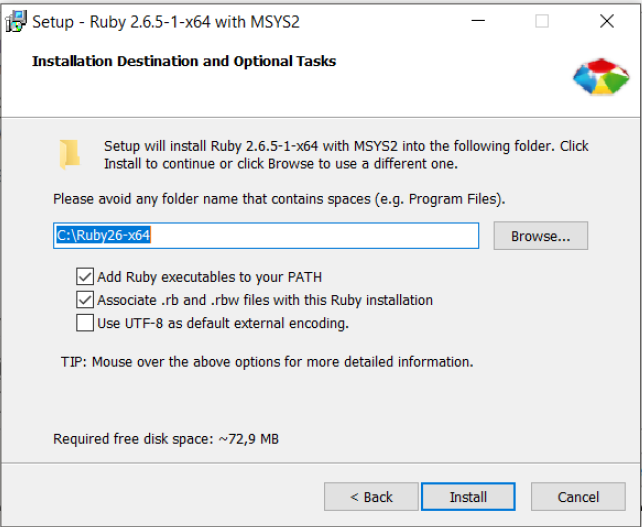 Setup - Ruby 2.6.5-1-x64 with MSYS2
Installation Destination and Optional Tasks
Setup will install Ruby 2.6.5-1-x64 with MSYS2 into the following folder. Click
Install to continue or click Browse to use a different one.
Please avoid any folder name that contains spaces (e.g. Program Files).
C:\Ruby26-x64
Browse...
Add Ruby executables to your PATH
Associate .rb and .rbw files with this Ruby installation
Use UTF-8 as default external encoding.
TIP: Mouse over the above options for more detailed information.
Required free disk space: ~72,9 MB
< Back
Install
Cancel